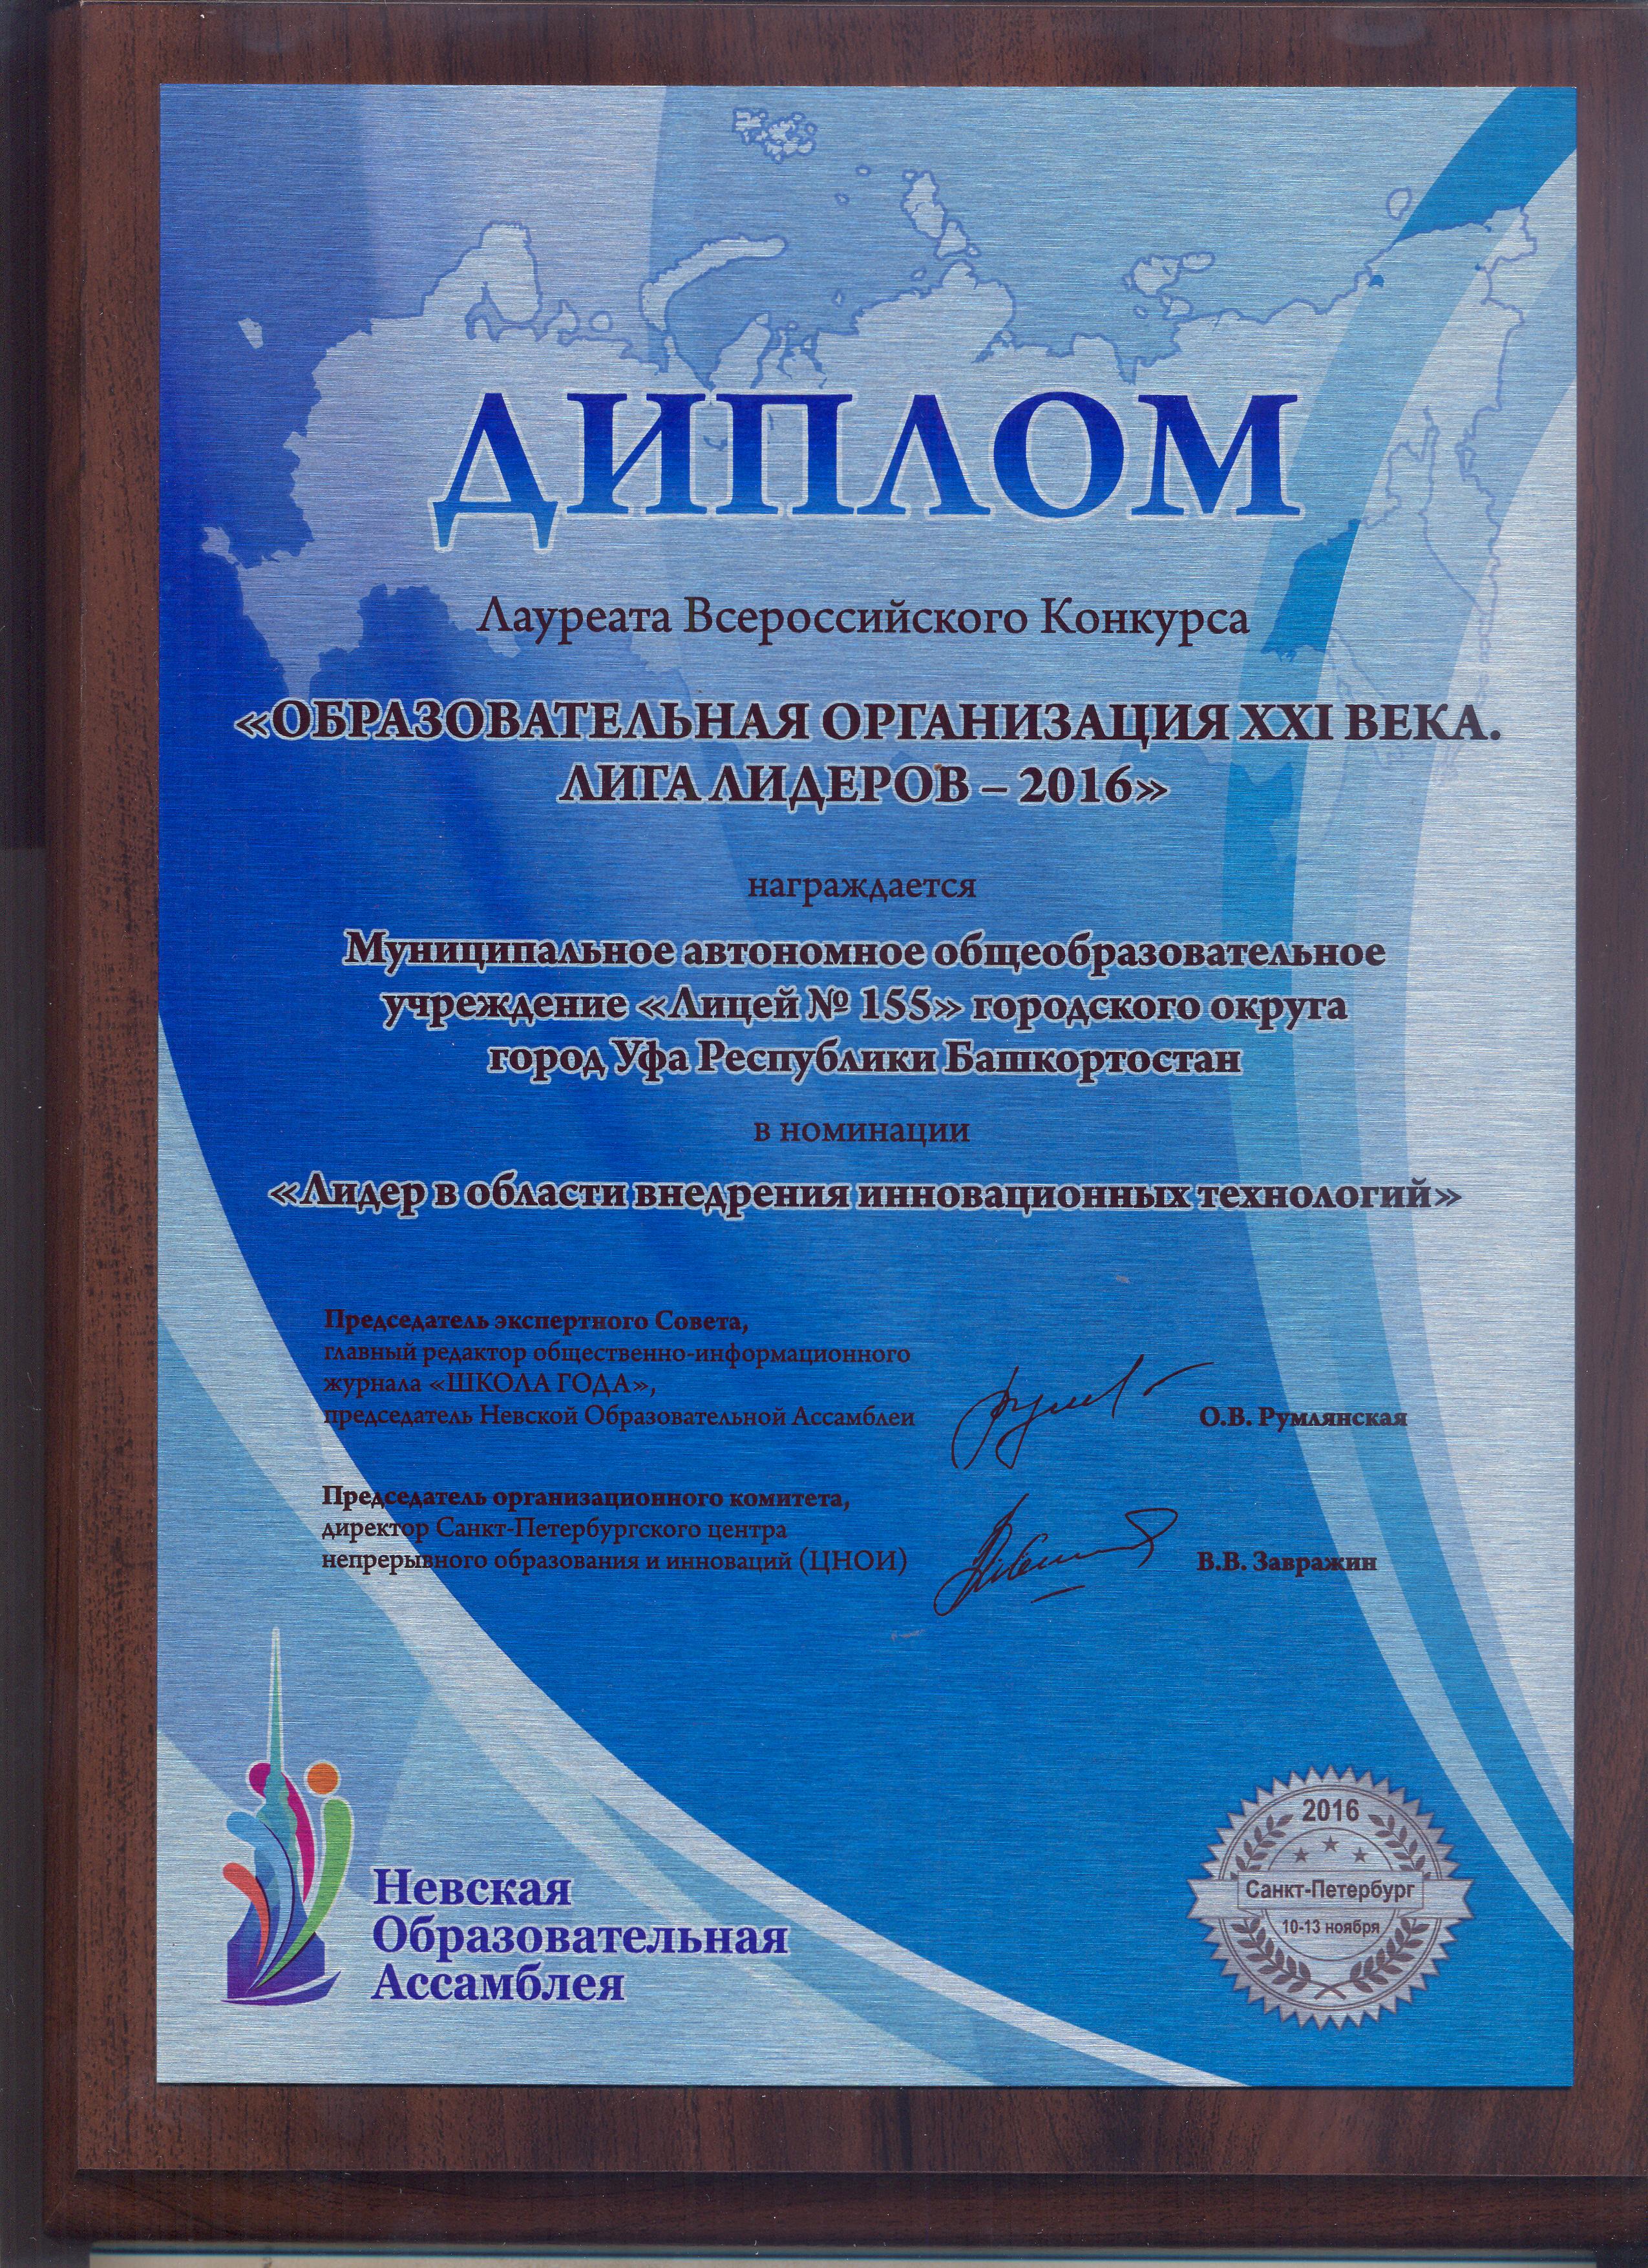 ДИПЛОМ
Лауреата Всероссийского Конкурса
«ОБРАЗОВАТЕЛЬНАЯ ОРГАНИЗАЦИЯ XXI ВЕКА.
ЛИГА ЛИДЕРОВ – 2016»
награждается
Муниципальное автономное общеобразовательное
учреждение «Лицей № 155» городского округа
город Уфа Республики Башкортостан
в номинации
«Лидер в области внедрения инновационных технологий»
Председатель экспертного Совета,
главный редактор общественно-информационного
журнала «ШКОЛА ГОДА»,
председатель Невской Образовательной Ассамблеи
О.В. Румлянская
Председатель организационного комитета,
директор Санкт-Петербургского центра
непрерывного образования и инноваций (ЦНОИ)
В.В. Завражин
Невская
Образовательная
Ассамблея
2016
Санкт-Петербург
10-13 ноября